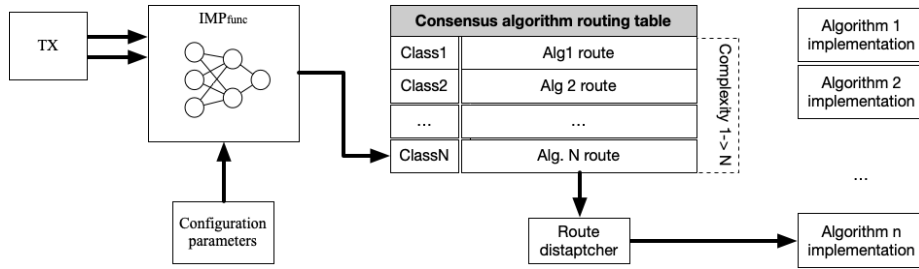 TX
IMPfunc
Configuration
parameters
Consensus algorithm routing table
Class1 Alg1 route
Class2 Alg 2 route
... ...
ClassN Alg. N route
Complexity 1-> N
Route
distaptcher
Algorithm 1
implementation
Algorithm 2
implementation
...
Algorithm n
implementation